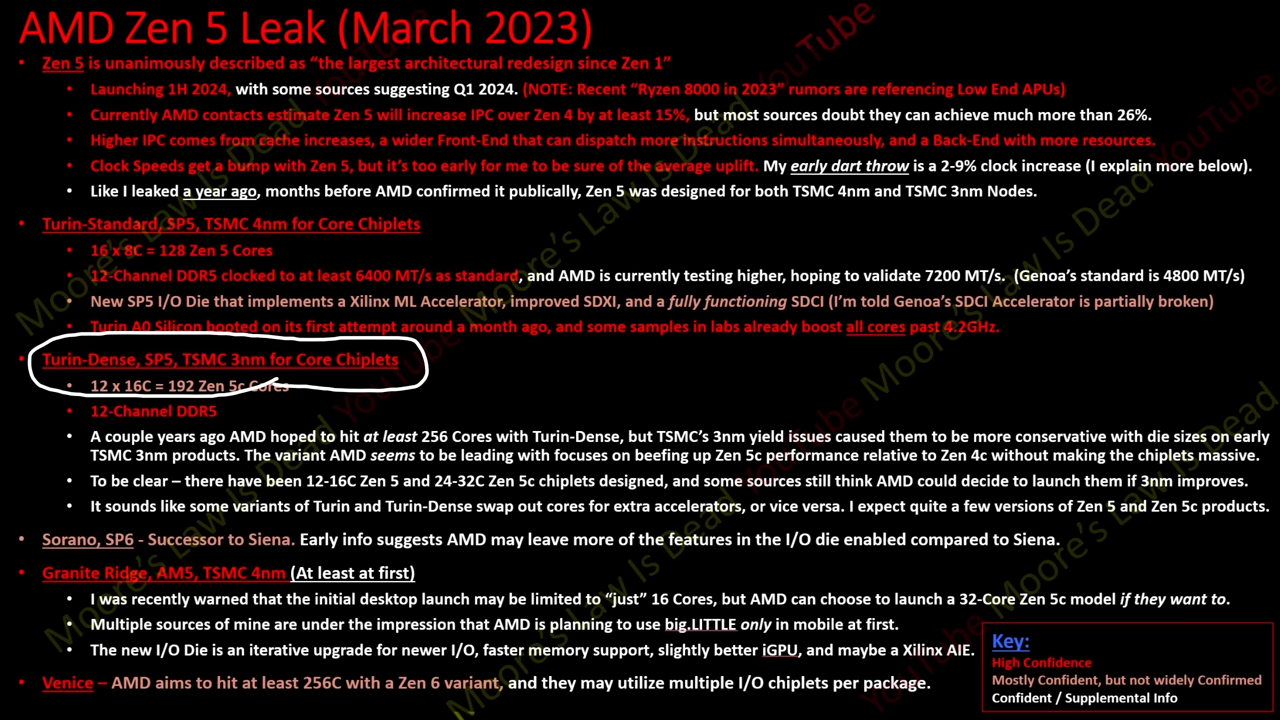 AMD Zen 5 Leak (March 2023)
• Zen 5 is unanimously described as “the largest architectural redesign since Zen 1”
• Launching 1H 2024, with some sources suggesting Q1 2024. (NOTE: Recent “Ryzen 8000 in 2023” rumors are referencing Low End APUs)
• Currently AMD contacts estimate Zen 5 will increase IPC over Zen 4 by at least 15%, but most sources doubt they can achieve much more than 26%.
• Higher IPC comes from cache increases, a wider Front-End that can dispatch more instructions simultaneously, and a Back-End with more resources.
• Clock Speeds get a bump with Zen 5, but it’s too early for me to be sure of the average uplift. My early dart throw is a 2-9% clock increase (I explain more below).
• Like I leaked a year ago, months before AMD confirmed it publically, Zen 5 was designed for both TSMC 4nm and TSMC 3nm Nodes.
• Turin-Standard, SP5, TSMC 4nm for Core Chiplets
• 16 x 8C = 128 Zen 5 Cores
• 12-Channel DDR5 clocked to at least 6400 MT/s as standard, and AMD is currently testing higher, hoping to validate 7200 MT/s. (Genoa’s standard is 4800 MT/s)
• New SP5 I/O Die that implements a Xilinx ML Accelerator, improved SDXI, and a fully functioning SDCI (I’m told Genoa’s SDCI Accelerator is partially broken)
• Turin A0 Silicon booted on its first attempt around a month ago, and some samples in labs already boost all cores past 4.2GHz.
• Turin-Dense, SP5, TSMC 3nm for Core Chiplets
• 12 x 16C = 192 Zen 5c Cores
• 12-Channel DDR5
• A couple years ago AMD hoped to hit at least 256 Cores with Turin-Dense, but TSMC’s 3nm yield issues caused them to be more conservative with die sizes on early
TSMC 3nm products. The variant AMD seems to be leading with focuses on beefing up Zen 5c performance relative to Zen 4c without making the chiplets massive.
• To be clear – there have been 12-16C Zen 5 and 24-32C Zen 5c chiplets designed, and some sources still think AMD could decide to launch them if 3nm improves.
• It sounds like some variants of Turin and Turin-Dense swap out cores for extra accelerators, or vice versa. I expect quite a few versions of Zen 5 and Zen 5c products.
• Sorano, SP6 - Successor to Siena. Early info suggests AMD may leave more of the features in the I/O die enabled compared to Siena.
• Granite Ridge, AM5, TSMC 4nm (At least at first)
• I was recently warned that the initial desktop launch may be limited to “just” 16 Cores, but AMD can choose to launch a 32-Core Zen 5c model if they want to.
• Multiple sources of mine are under the impression that AMD is planning to use big.LITTLE only in mobile at first.
• The new I/O Die is an iterative upgrade for newer I/O, faster memory support, slightly better iGPU, and maybe a Xilinx AIE.
• Venice – AMD aims to hit at least 256C with a Zen 6 variant, and they may utilize multiple I/O chiplets per package.
Key:
High Confidence
Mostly Confident, but not widely Confirmed
Confident / Supplemental Info
Moore’s Law Is Dead YouTube
Moore’s Law Is Dead YouTube
Moore’s Law Is Dead YouTube
Moore’s Law Is Dead YouTube